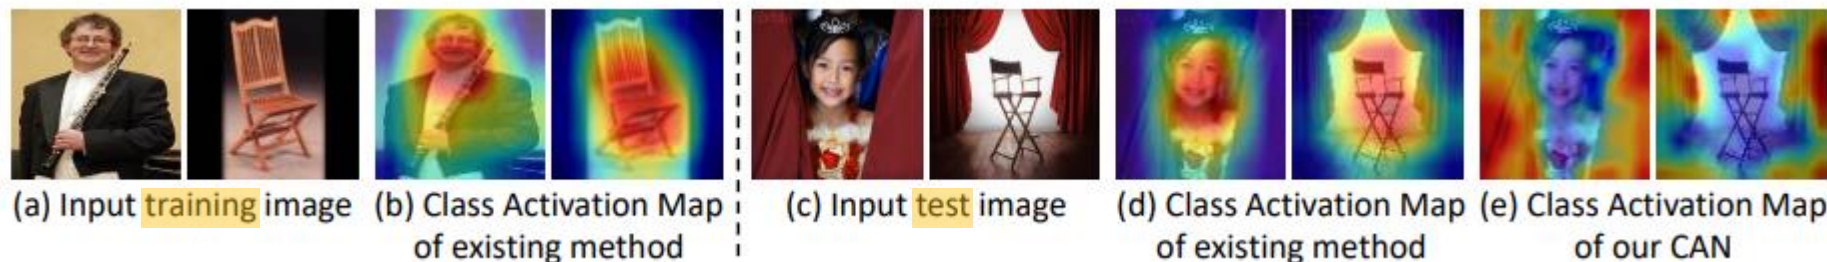 (a) Input training image (b) Class Activation Map of existing method
(c) Input test image (d) Class Activation Map of existing method (e) Class Activation Map of our CAN